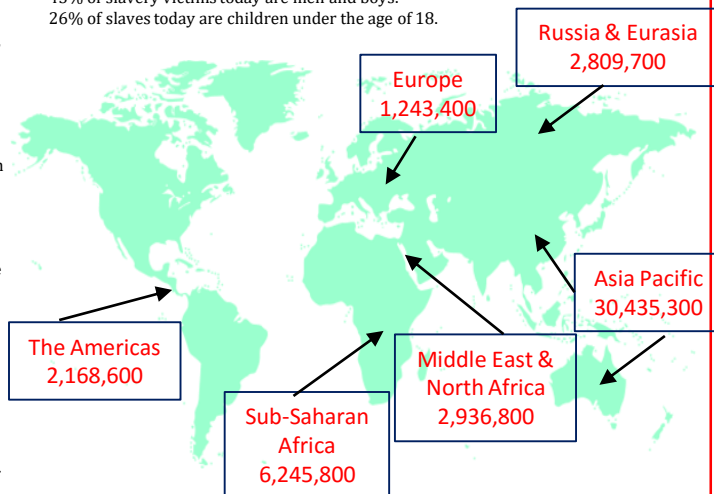 26% of slaves today are children under the age of 18.
Russia & Eurasia
2,809,700
Europe
1,243,400
Asia Pacific
30,435,300
The Americas
2,168,600
Middle East &
North Africa
2,936,800
Sub-Saharan
Africa
6,245,800